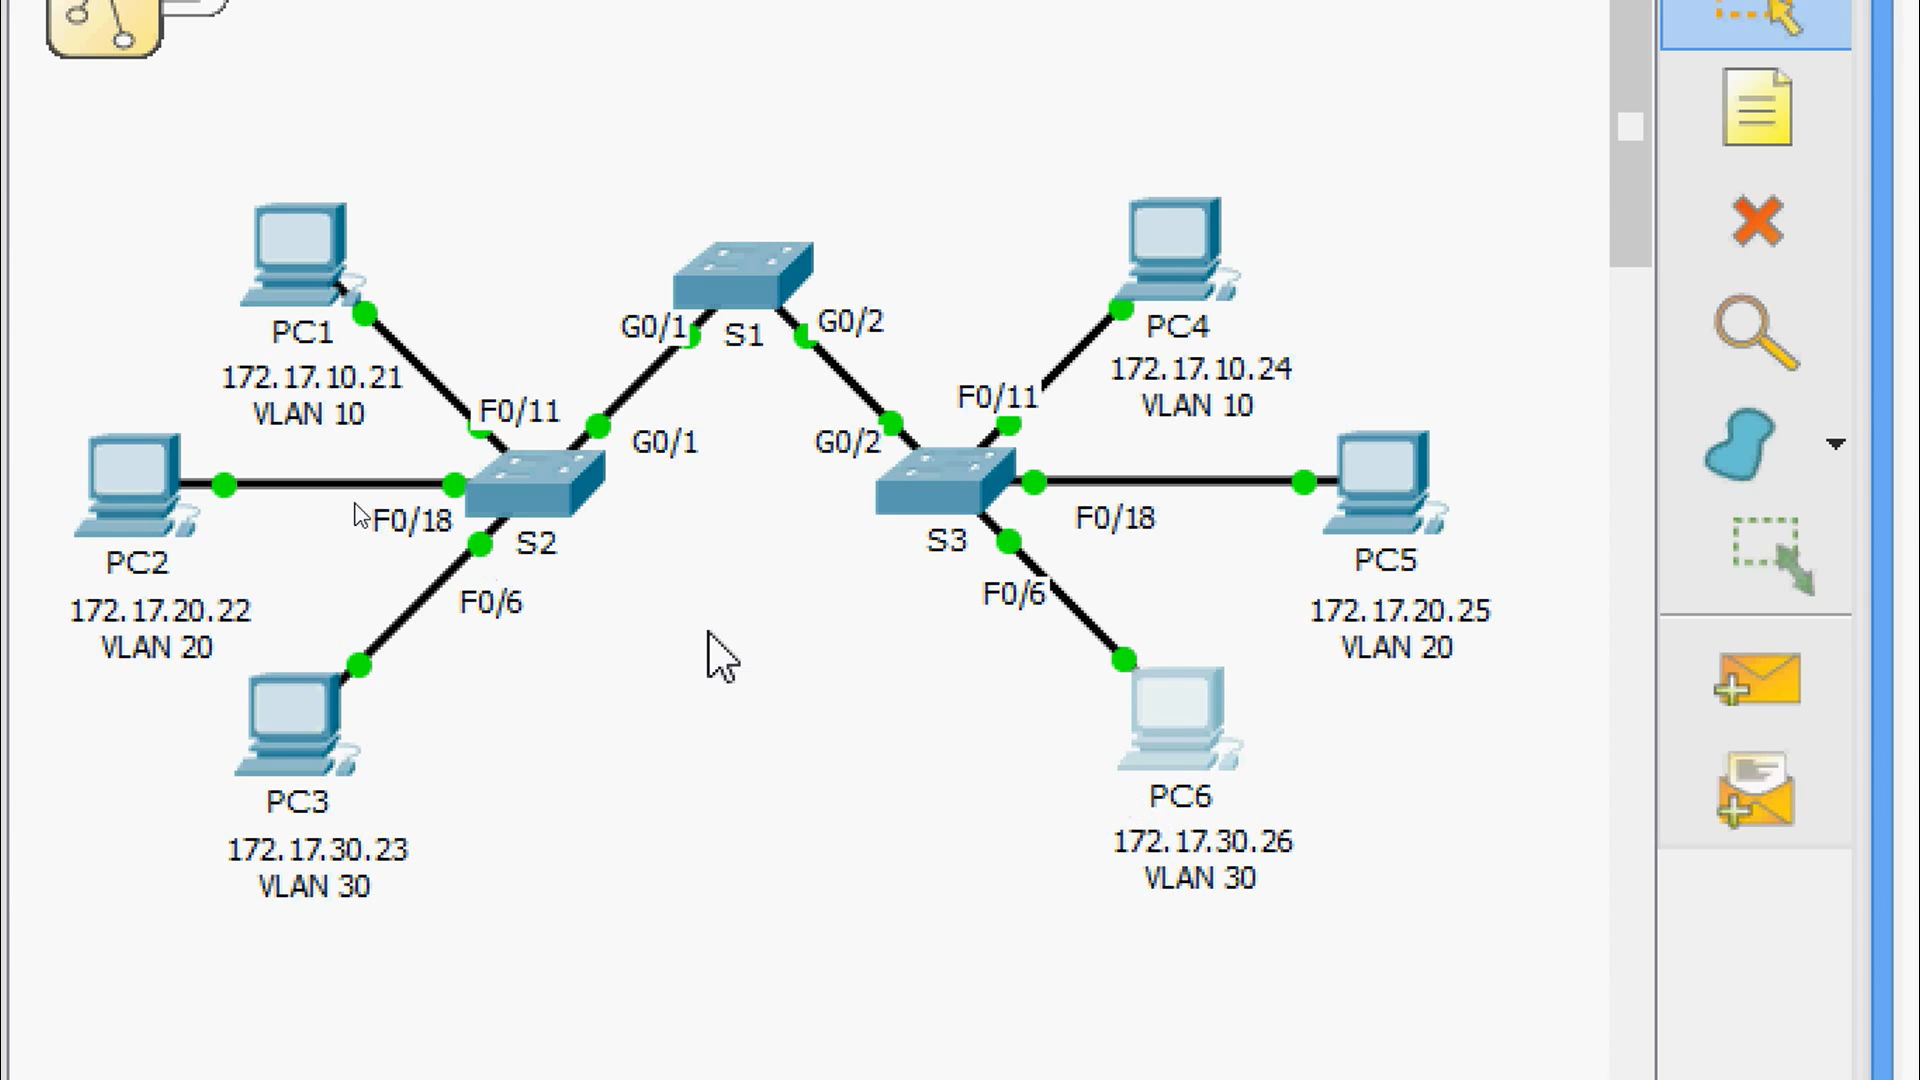 PC1
172.17.10.21
VLAN 10
F0/11
G0/1
S1
G0/2
PC4
172.17.10.24
VLAN 10
F0/11
G0/1
G0/2
PC2
172.17.20.22
VLAN 20
F0/18
S2
F0/6
S3
F0/18
F0/6
PC5
172.17.20.25
VLAN 20
PC3
172.17.30.23
VLAN 30
PC6
172.17.30.26
VLAN 30